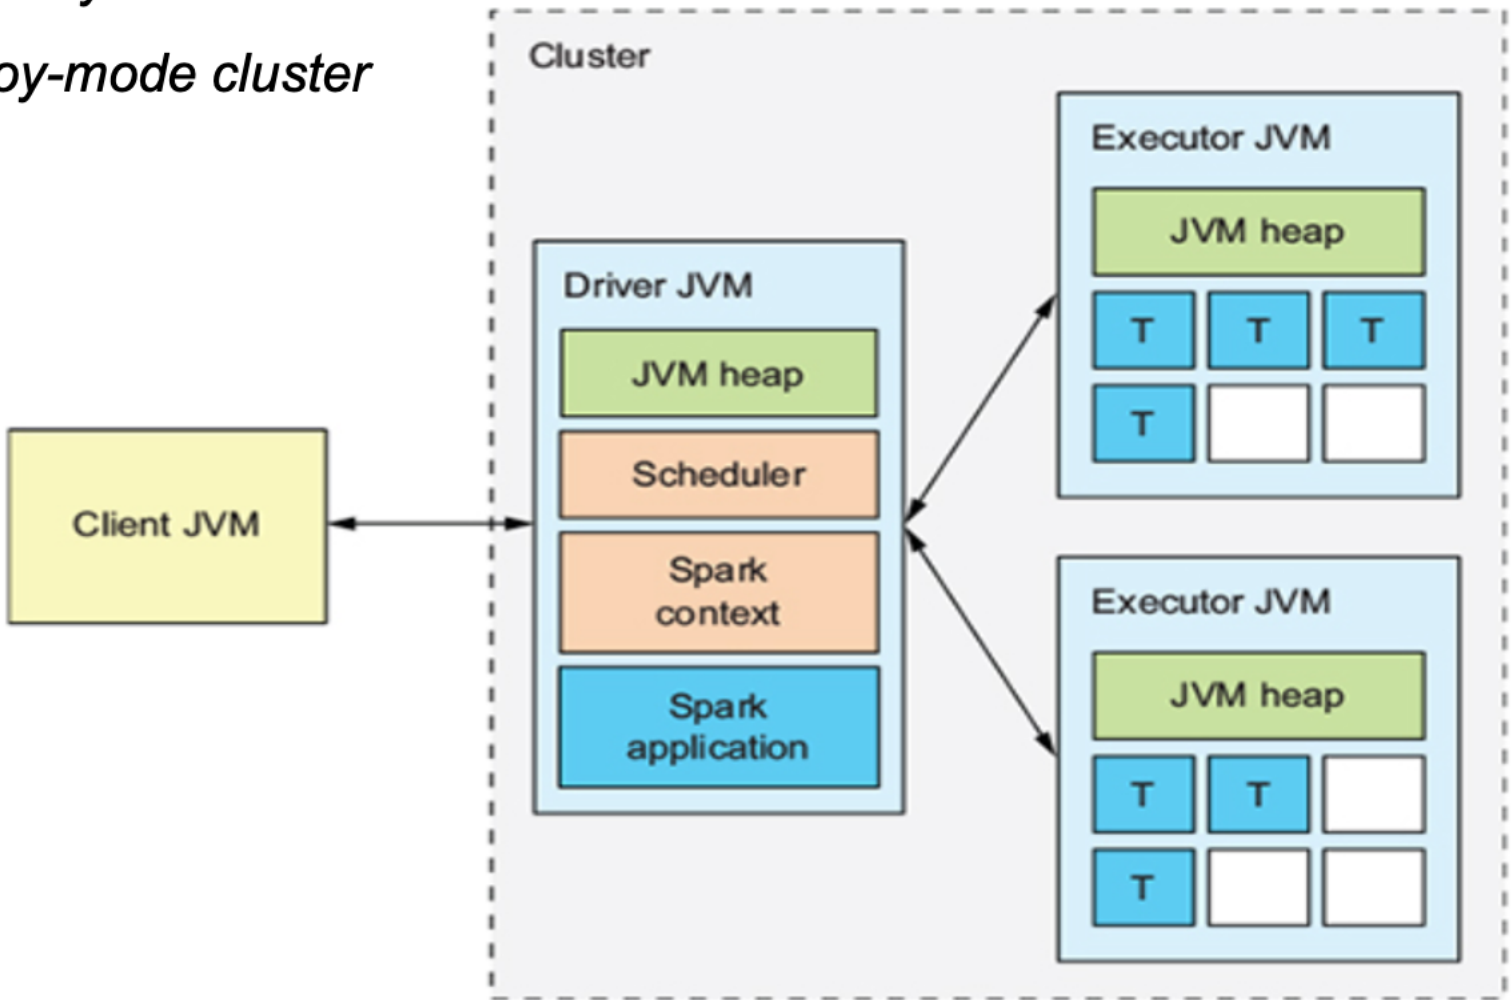 oy-mode cluster
Cluster
Client JVM
Driver JVM
JVM heap
Scheduler
Spark
context
Spark
application
Executor JVM
JVM heap
T T T
T
Executor JVM
JVM heap
T T
T